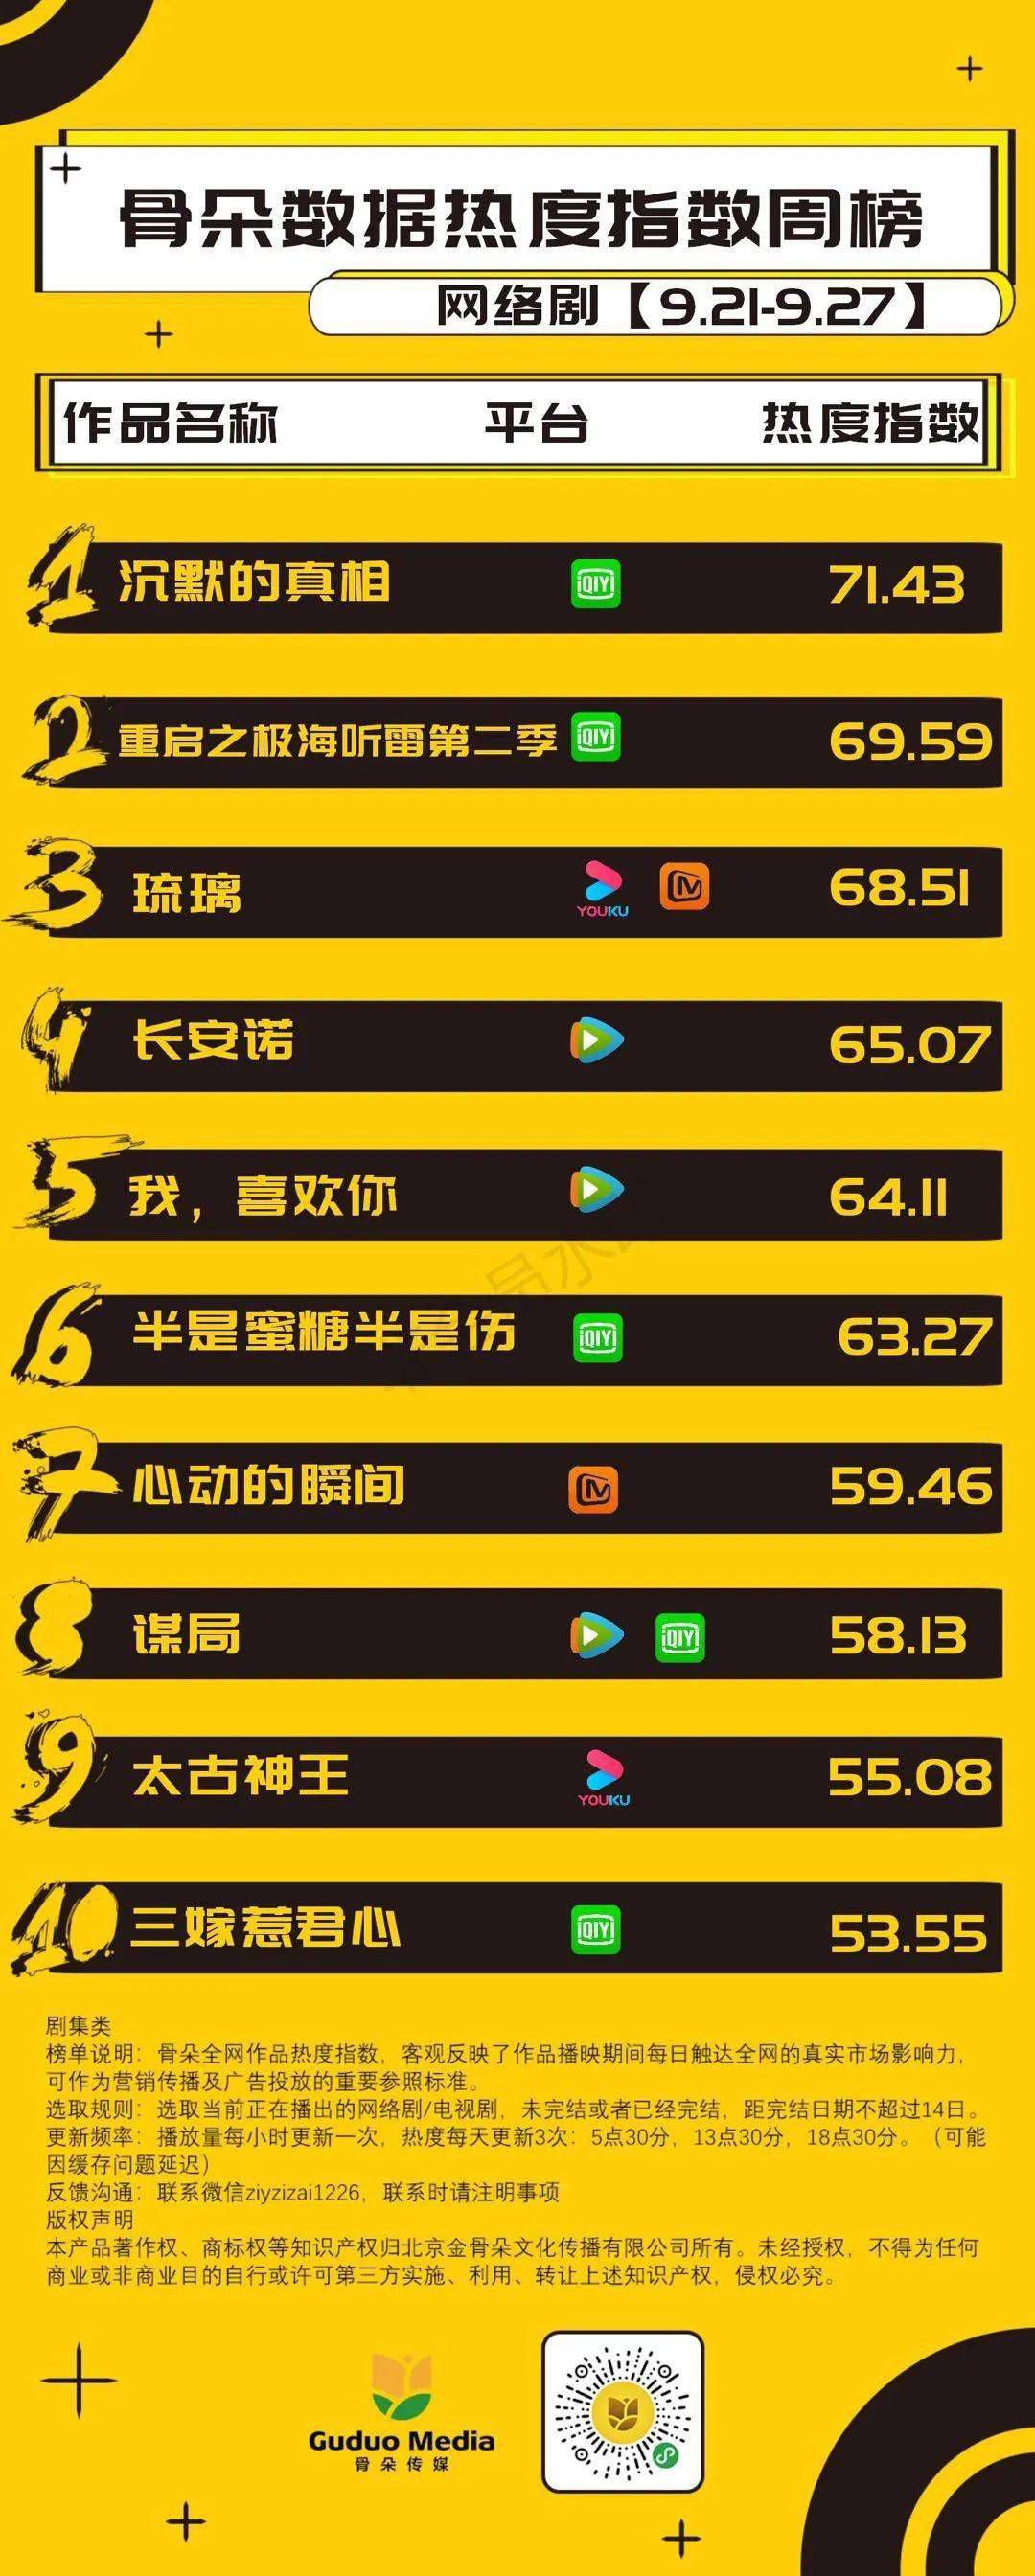 骨朵数据热度指数周榜
网络剧【9.21-9.27】
作品名称 平台 热度指数
1 沉默的真相 iQIYI 71.43
2 重启之极海听雷第二季 iQIYI 69.59
3 琉璃 YOUKU 68.51
4 长安诺 65.07
5 我，喜欢你 64.11
6 半是蜜糖半是伤 iQIYI 63.27
7 心动的瞬间 59.46
8 谋局 iQIYI 58.13
9 太古神王 YOUKU 55.08
10 三嫁惹君心 iQIYI 53.55
剧集类
榜单说明：骨朵全网作品热度指数，客观反映了作品播映期间每日触达全网的真实市场影响力，
可作为营销传播及广告投放的重要参照标准。
选取规则：选取当前正在播出的网络剧/电视剧，未完结或者已经完结，距完结日期不超过14日。
更新频率：播放量每小时更新一次，热度每天更新3次：5点30分，13点30分，18点30分。（可能
因缓存问题延迟）
反馈沟通：联系微信ziyzizai1226，联系时请注明事项
版权声明
本产品著作权、商标权等知识产权归北京金骨朵文化传播有限公司所有。未经授权，不得为任何
商业或非商业目的自行或许可第三方实施、利用、转让上述知识产权，侵权必究。
Guduo Media
骨朵传媒